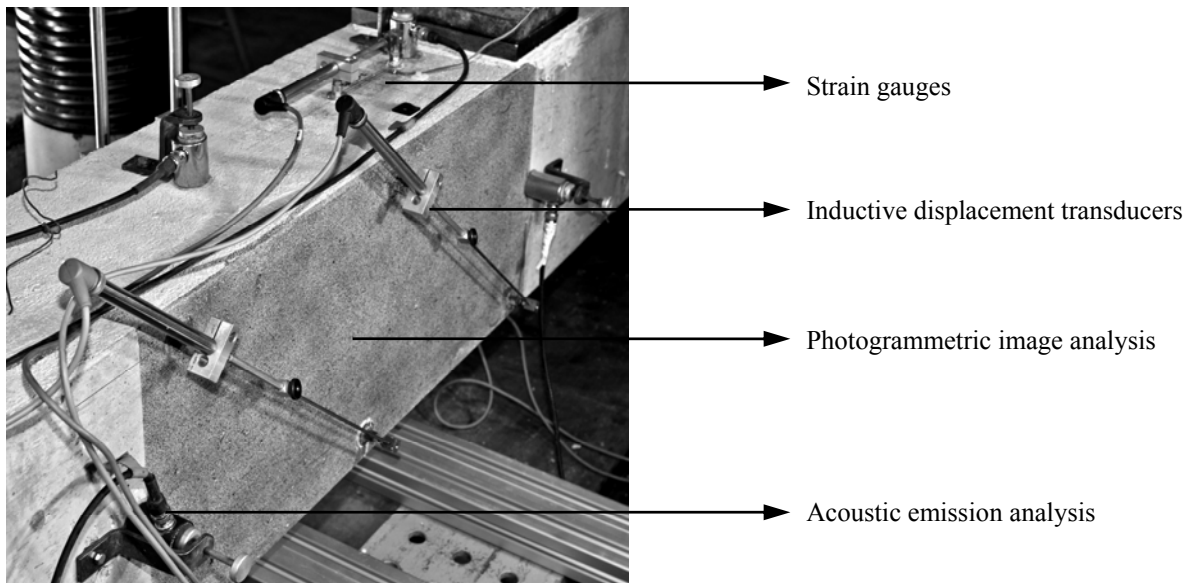 Strain gauges
Inductive displacement transducers
Photogrammetric image analysis
Acoustic emission analysis